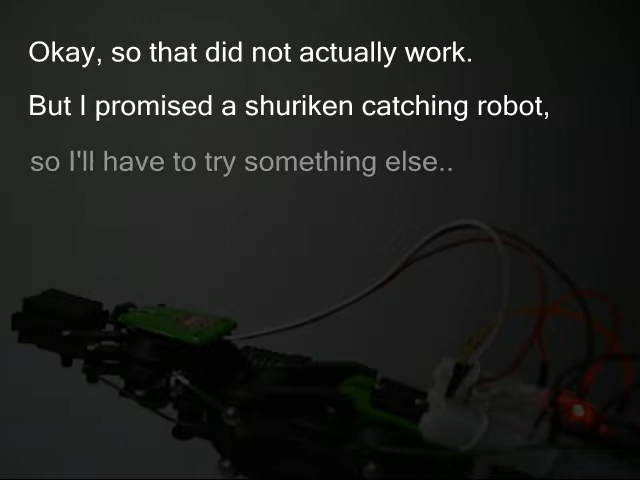 Okay, so that did not actually work.
But I promised a shuriken catching robot,
so I'll have to try something else..